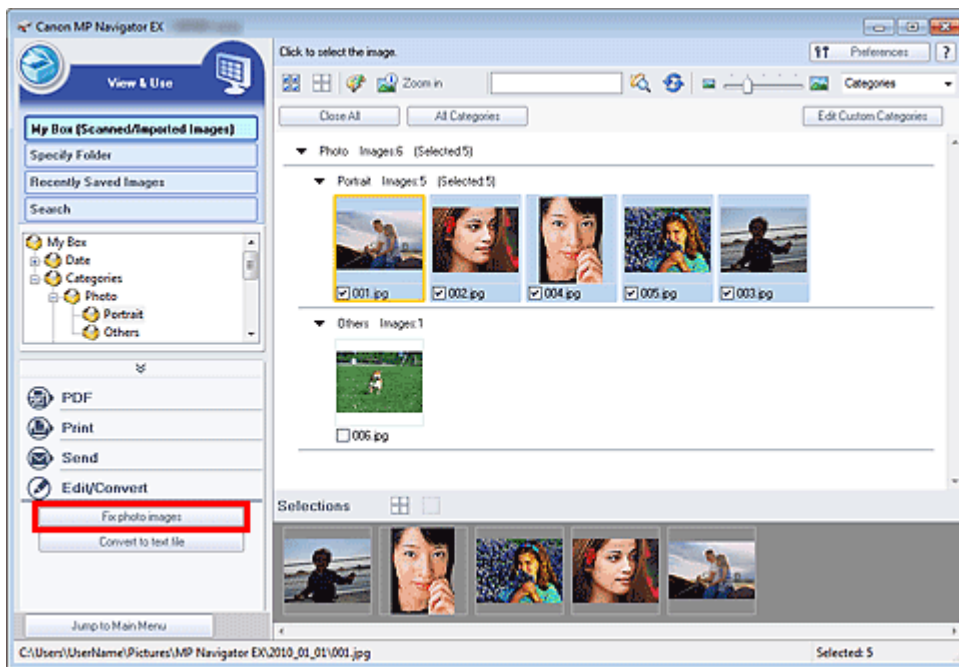 Canon MP Navigator EX
View & Use
My Box (Scanned/Imported Images)
Specify Folder
Recently Saved Images
Search
My Box
Date
Categories
Photo
Portrait
Others
PDF
Print
Send
Edit/Convert
Fix photo images
Convert to text file
Jump to Main Menu
Click to select the image.
Preferences
?
Zoom in
Categories
Close All
All Categories
Edit Custom Categories
Photo Images:6 (Selected:5)
Portrait Images:5 (Selected:5)
001.jpg
002.jpg
004.jpg
005.jpg
003.jpg
Others Images:1
006.jpg
Selections
C:\Users\UserName\Pictures\MP Navigator EX\2010_01_01\001.jpg
Selected: 5